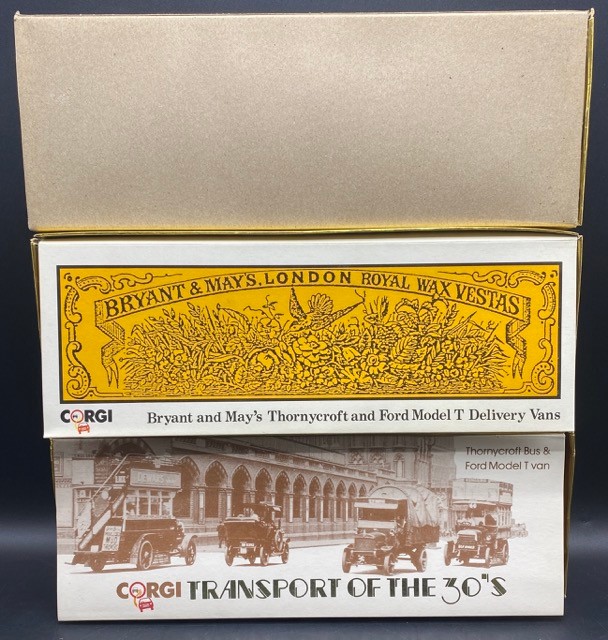 BRYANT & MAY'S. LONDON ROYAL WAX VESTAS
CORGI Bryant and May's Thornycroft and Ford Model T Delivery Vans
Thornycroft Bus &
Ford Model T van
CORGI TRANSPORT OF THE 30"S